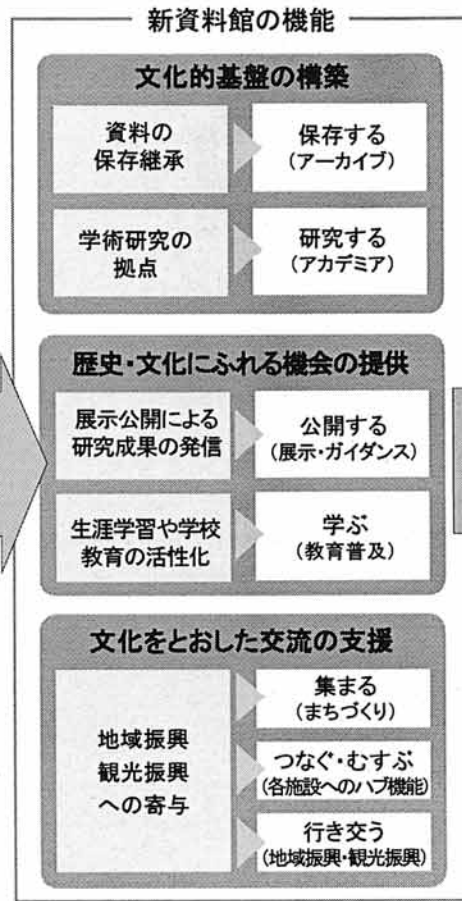 新資料館の機能
文化的基盤の構築
資料の
保存継承
保存する
(アーカイブ)
学術研究の
拠点
研究する
(アカデミア)
歴史・文化にふれる機会の提供
展示公開による
研究成果の発信
公開する
(展示・ガイダンス)
生涯学習や学校
教育の活性化
学ぶ
(教育普及)
文化をとおした交流の支援
地域振興
観光振興
への寄与
集まる
(まちづくり)
つなぐ・むすぶ
(各施設へのハブ機能)
行き交う
(地域振興・観光振興)